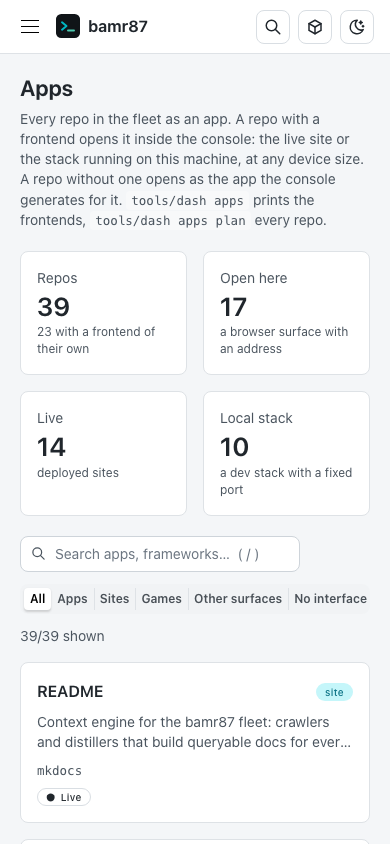 bamr87
Apps
Every repo in the fleet as an app. A repo with a
frontend opens it inside the console: the live site or
the stack running on this machine, at any device size.
A repo without one opens as the app the console
generates for it. tools/dash apps prints the
frontends, tools/dash apps plan every repo.
Repos
39
23 with a frontend of
their own
Open here
17
a browser surface with
an address
Live
14
deployed sites
Local stack
10
a dev stack with a fixed
port
Search apps, frameworks... ( / )
All Apps Sites Games Other surfaces No interface
39/39 shown
README site
Context engine for the bamr87 fleet: crawlers
and distillers that build queryable docs for ever...
mkdocs
Live